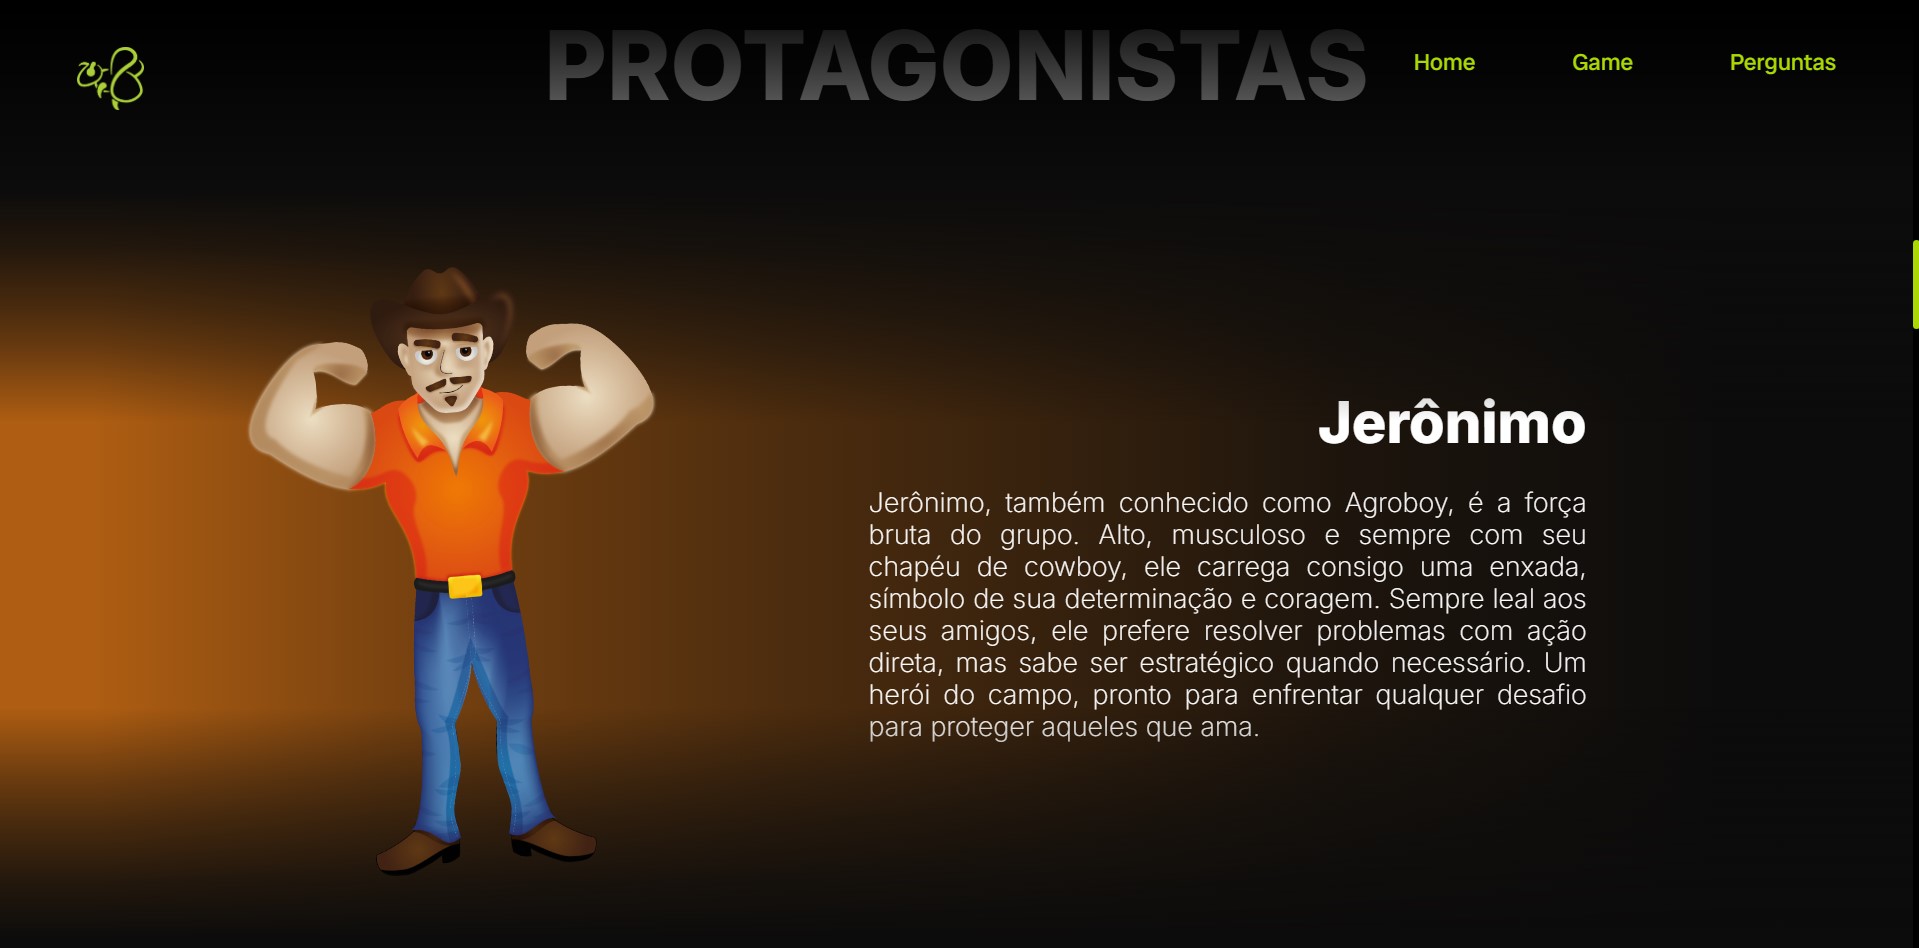 PROTAGONISTAS
Home Game Perguntas
Jerônimo
Jerônimo, também conhecido como Agroboy, é a força
bruta do grupo. Alto, musculoso e sempre com seu
chapéu de cowboy, ele carrega consigo uma enxada,
símbolo de sua determinação e coragem. Sempre leal aos
seus amigos, ele prefere resolver problemas com ação
direta, mas sabe ser estratégico quando necessário. Um
herói do campo, pronto para enfrentar qualquer desafio
para proteger aqueles que ama.